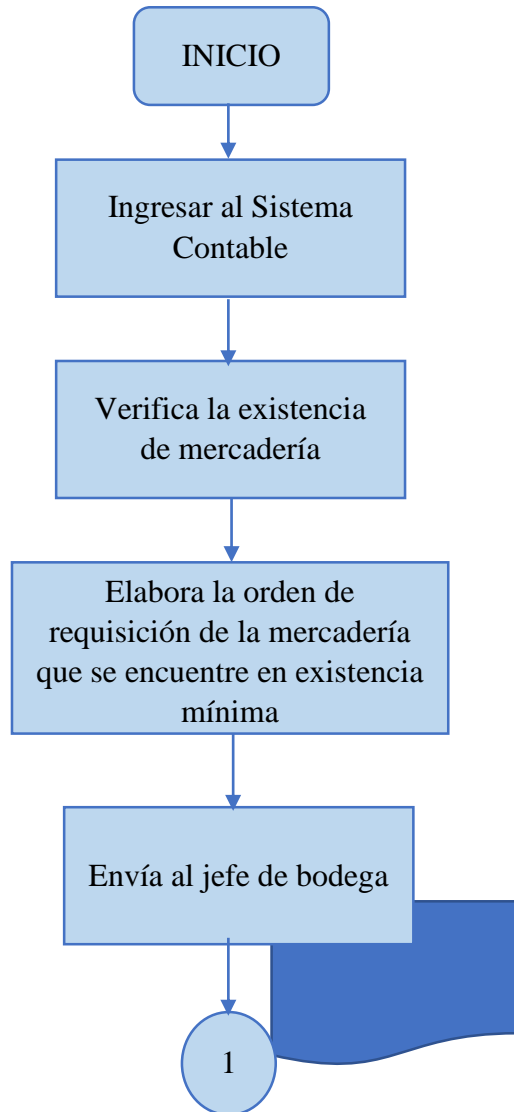 INICIO
Ingresar al Sistema
Contable
Verifica la existencia
de mercadería
Elabora la orden de
requisición de la mercadería
que se encuentre en existencia
mínima
Envía al jefe de bodega
1